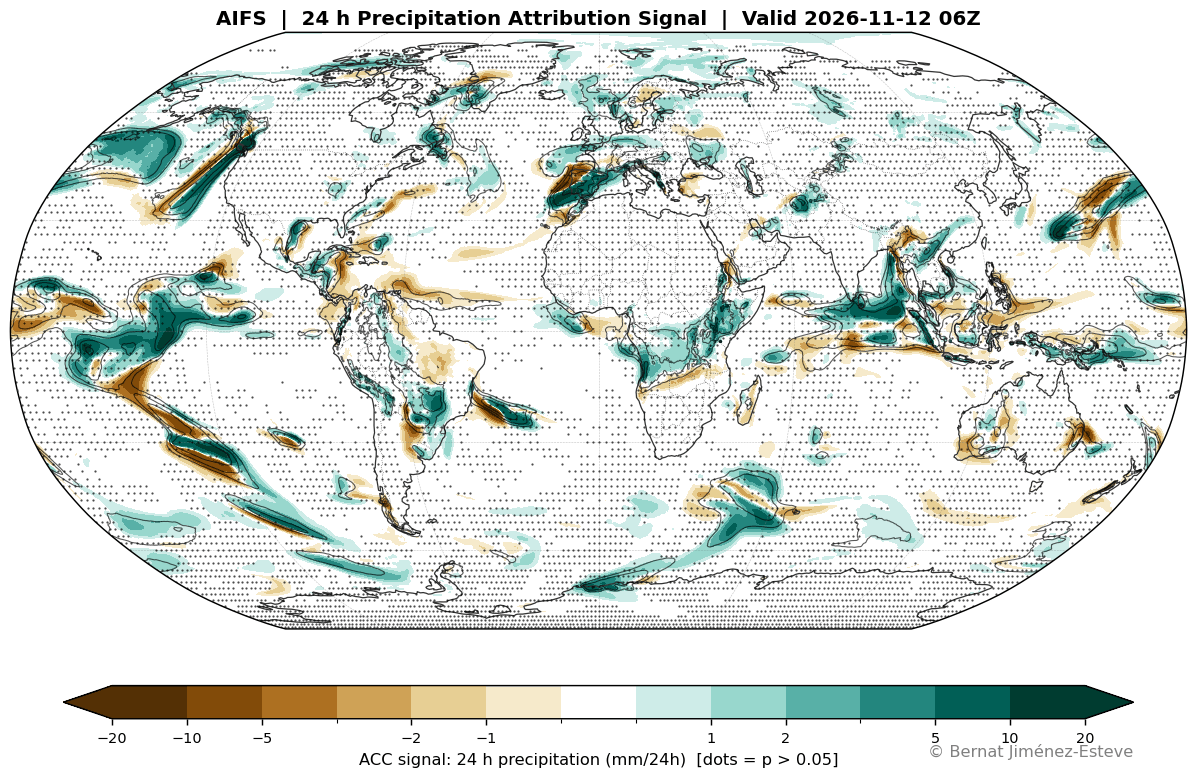 AIFS | 24 h Precipitation Attribution Signal | Valid 2026-11-12 06Z
−20 −10 −5 −2 −1 1 2 5 10 20
ACC signal: 24 h precipitation (mm/24h) [dots = p > 0.05]
© Bernat Jiménez-Esteve